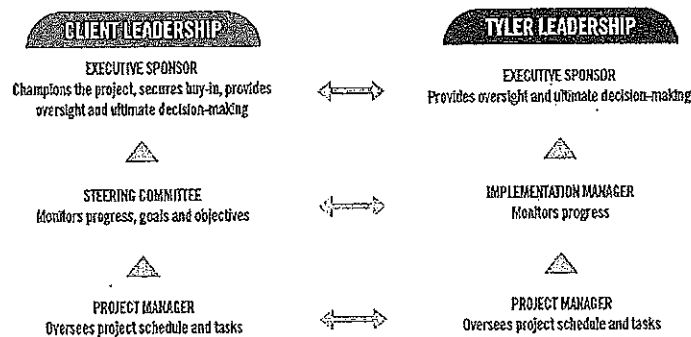 CLIENT LEADERSHIP
EXECUTIVE SPONSOR
Champions the project, secures buy-in, provides
oversight and ultimate decision-making
STEERING COMMITTEE
Monitors progress, goals and objectives
PROJECT MANAGER
Oversees project schedule and tasks
TYLER LEADERSHIP
EXECUTIVE SPONSOR
Provides oversight and ultimate decision-making
IMPLEMENTATION MANAGER
Monitors progress
PROJECT MANAGER
Oversees project schedule and tasks